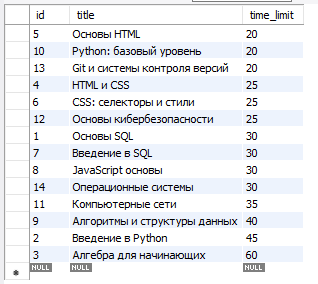 id title time_limit
5 Основы HTML 20
10 Python: базовый уровень 20
13 Git и системы контроля версий 20
4 HTML и CSS 25
6 CSS: селекторы и стили 25
12 Основы кибербезопасности 25
1 Основы SQL 30
7 Введение в SQL 30
8 JavaScript основы 30
14 Операционные системы 30
11 Компьютерные сети 35
9 Алгоритмы и структуры данных 40
2 Введение в Python 45
3 Алгебра для начинающих 60
NULL NULL NULL